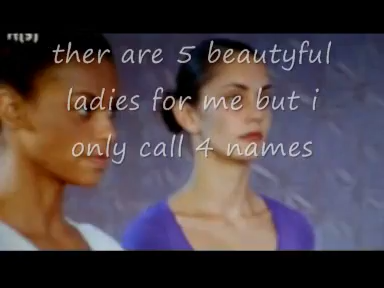 ther are 5 beautyful
ladies for me but i
only call 4 names